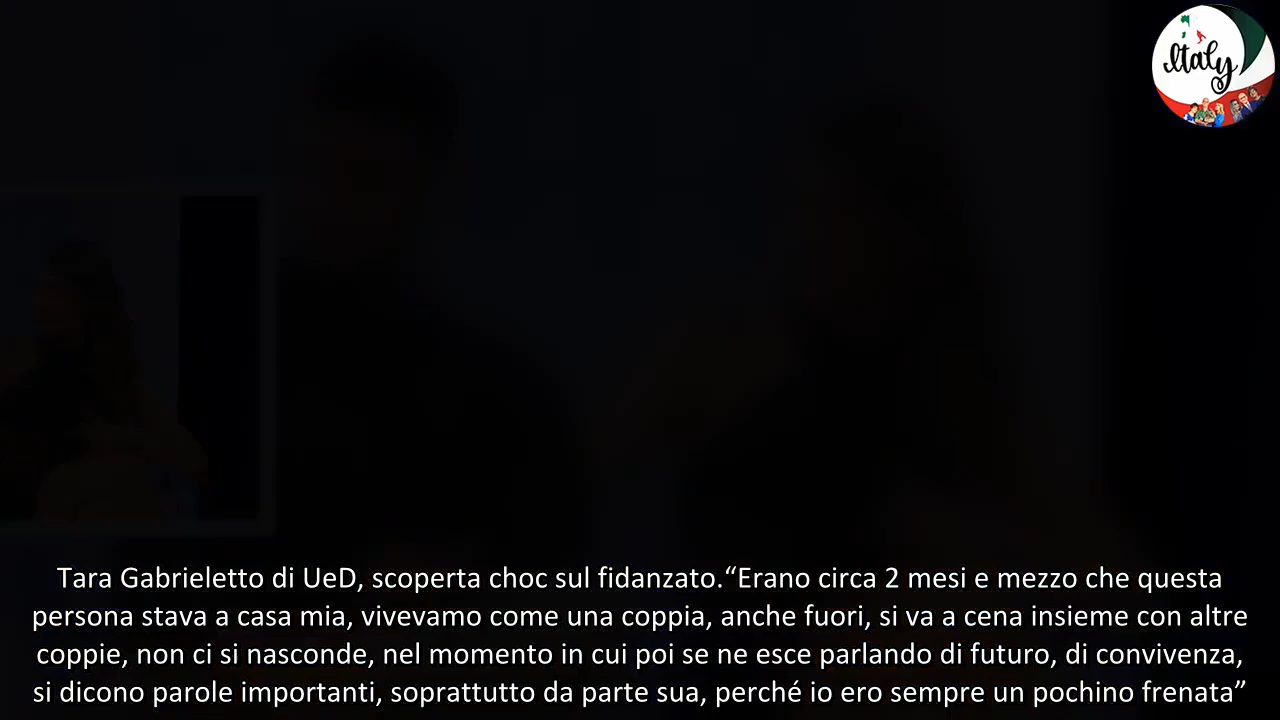 Italy
Tara Gabrieletto di UeD, scoperta choc sul fidanzato.“Erano circa 2 mesi e mezzo che questa
persona stava a casa mia, vivevamo come una coppia, anche fuori, si va a cena insieme con altre
coppie, non ci si nasconde, nel momento in cui poi se ne esce parlando di futuro, di convivenza,
si dicono parole importanti, soprattutto da parte sua, perché io ero sempre un pochino frenata”